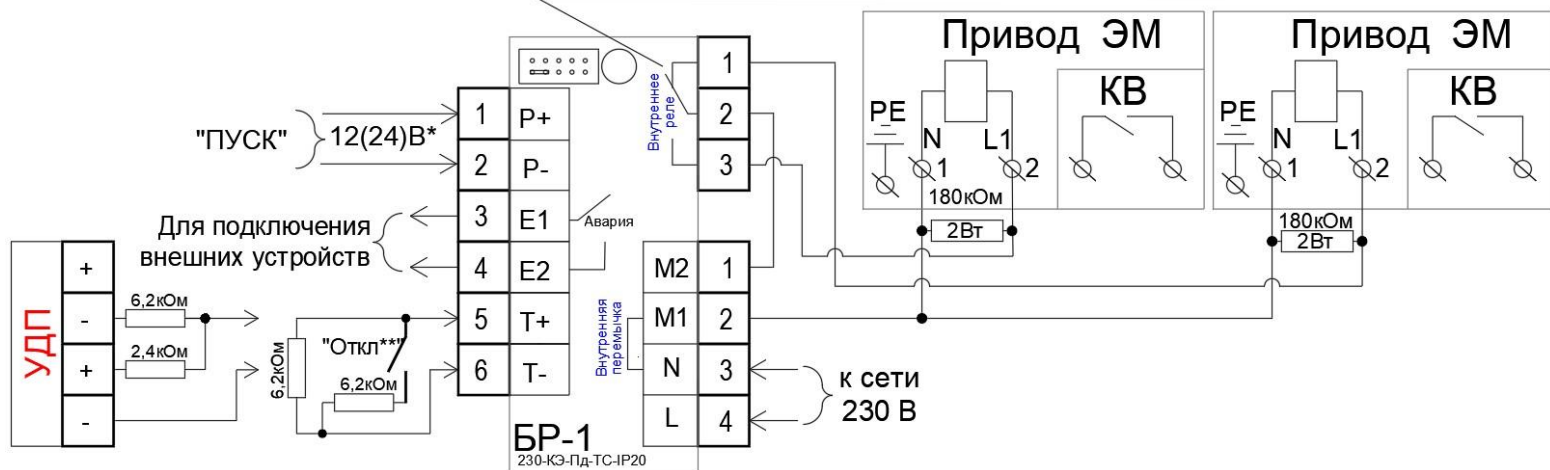 "ПУСК"
12(24)В*
Для подключения
внешних устройств
УДП
+
-
+
-
6,2кОм
2,4кОм
6,2кОм
"Откл**"
6,2кОм
1 P+
2 P-
3 E1
4 E2
5 T+
6 T-
Авария
Внутреннее
реле
1
2
3
Внутренняя
перемычка
M2 1
M1 2
N 3
L 4
к сети
230 В
БР-1
230-КЭ-Пд-ТС-IP20
Привод ЭМ
КВ
PE
N
L1
1
2
180кОм
2Вт
Привод ЭМ
КВ
PE
N
L1
1
2
180кОм
2Вт